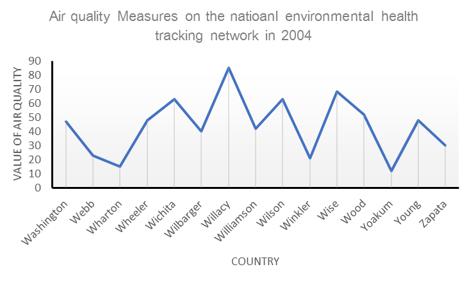 Air quality Measures on the natioanl environmental health
tracking network in 2004
VALUE OF AIR QUALITY
90
80
70
60
50
40
30
20
10
0
Washington
Webb
Wharton
Wheeler
Wichita
Wilbarger
Willacy
Williamson
Wilson
Winkler
Wise
Wood
Yoakum
Young
Zapata
COUNTRY